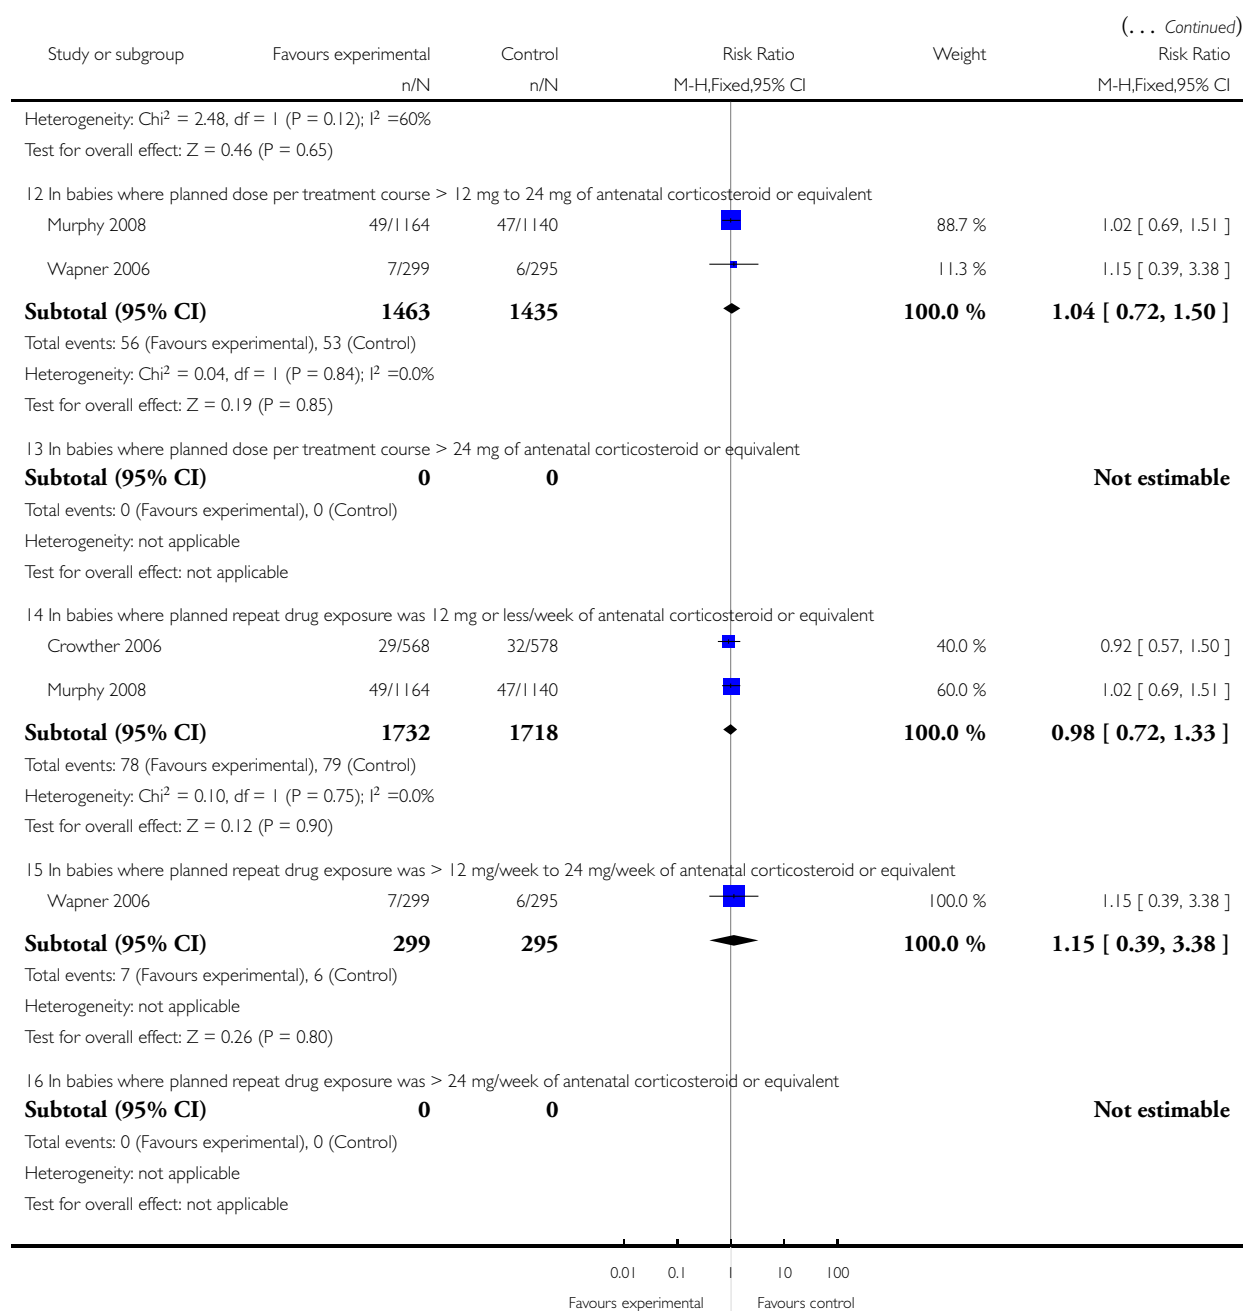 (... Continued)
Study or subgroup Favours experimental Control Risk Ratio Weight Risk Ratio
n/N n/N M-H,Fixed,95% CI M-H,Fixed,95% CI
Heterogeneity: Chi² = 2.48, df = 1 (P = 0.12); I² =60%
Test for overall effect: Z = 0.46 (P = 0.65)
12 In babies where planned dose per treatment course > 12 mg to 24 mg of antenatal corticosteroid or equivalent
Murphy 2008 49/1164 47/1140 88.7 % 1.02 [ 0.69, 1.51 ]
Wapner 2006 7/299 6/295 11.3 % 1.15 [ 0.39, 3.38 ]
Subtotal (95% CI) 1463 1435 100.0 % 1.04 [ 0.72, 1.50 ]
Total events: 56 (Favours experimental), 53 (Control)
Heterogeneity: Chi² = 0.04, df = 1 (P = 0.84); I² =0.0%
Test for overall effect: Z = 0.19 (P = 0.85)
13 In babies where planned dose per treatment course > 24 mg of antenatal corticosteroid or equivalent
Subtotal (95% CI) 0 0 Not estimable
Total events: 0 (Favours experimental), 0 (Control)
Heterogeneity: not applicable
Test for overall effect: not applicable
14 In babies where planned repeat drug exposure was 12 mg or less/week of antenatal corticosteroid or equivalent
Crowther 2006 29/568 32/578 40.0 % 0.92 [ 0.57, 1.50 ]
Murphy 2008 49/1164 47/1140 60.0 % 1.02 [ 0.69, 1.51 ]
Subtotal (95% CI) 1732 1718 100.0 % 0.98 [ 0.72, 1.33 ]
Total events: 78 (Favours experimental), 79 (Control)
Heterogeneity: Chi² = 0.10, df = 1 (P = 0.75); I² =0.0%
Test for overall effect: Z = 0.12 (P = 0.90)
15 In babies where planned repeat drug exposure was > 12 mg/week to 24 mg/week of antenatal corticosteroid or equivalent
Wapner 2006 7/299 6/295 100.0 % 1.15 [ 0.39, 3.38 ]
Subtotal (95% CI) 299 295 100.0 % 1.15 [ 0.39, 3.38 ]
Total events: 7 (Favours experimental), 6 (Control)
Heterogeneity: not applicable
Test for overall effect: Z = 0.26 (P = 0.80)
16 In babies where planned repeat drug exposure was > 24 mg/week of antenatal corticosteroid or equivalent
Subtotal (95% CI) 0 0 Not estimable
Total events: 0 (Favours experimental), 0 (Control)
Heterogeneity: not applicable
Test for overall effect: not applicable
0.01 0.1 1 10 100
Favours experimental Favours control